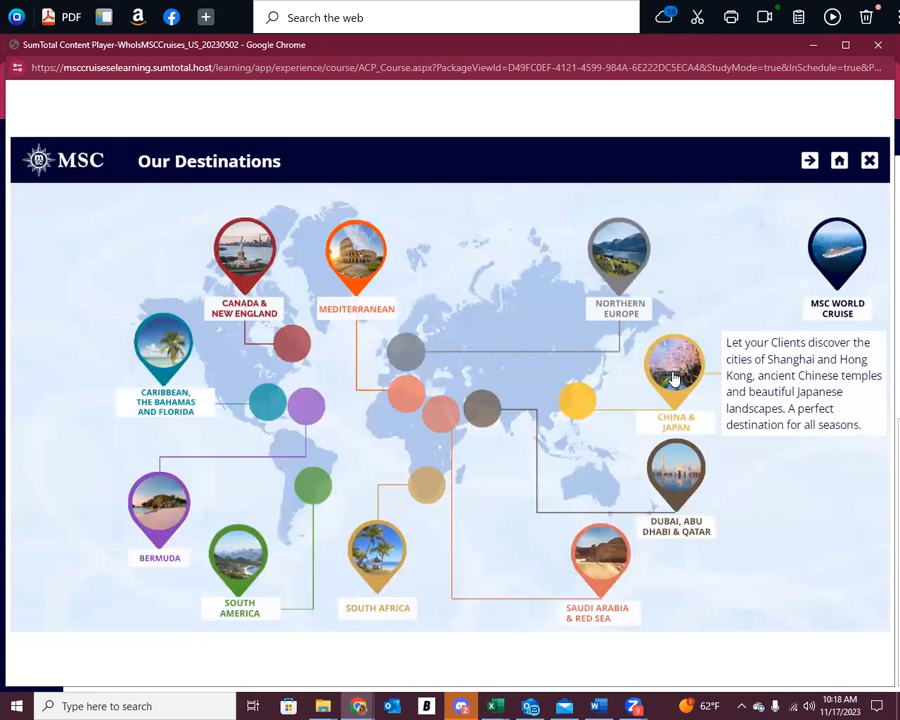 PDF
Search the web
SumTotal Content Player-WhoIsMSCCruises_US_20230502 - Google Chrome
https://msccruiseselearning.sumtotal.host/learning/app/experience/course/ACP_Course.aspx?PackageViewId=D49FC0EF-4121-4599-984A-6E222DC5ECA4&StudyMode=true&InSchedule=true&P...
MSC
Our Destinations
CANADA &
NEW ENGLAND
MEDITERRANEAN
NORTHERN
EUROPE
MSC WORLD
CRUISE
CARIBBEAN,
THE BAHAMAS
AND FLORIDA
CHINA &
JAPAN
Let your Clients discover the
cities of Shanghai and Hong
Kong, ancient Chinese temples
and beautiful Japanese
landscapes. A perfect
destination for all seasons.
DUBAI, ABU
DHABI & QATAR
BERMUDA
SOUTH
AMERICA
SOUTH AFRICA
SAUDI ARABIA
& RED SEA
Type here to search
B
62°F
10:18 AM
11/17/2023